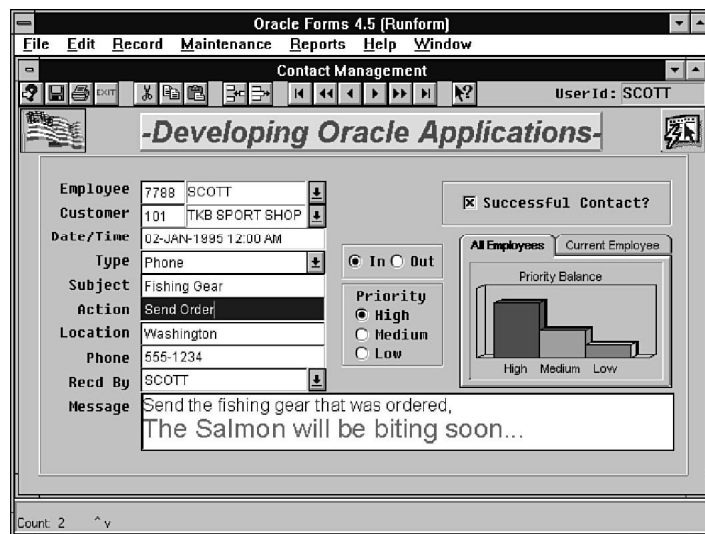 Oracle Forms 4.5 (Runform)
File Edit Record Maintenance Reports Help Window
Contact Management
EXIT
UserId: SCOTT
-Developing Oracle Applications-
Employee 7788 SCOTT
Customer 101 TKB SPORT SHOP
Date/Time 02-JAN-1995 12:00 AM
Type Phone
Subject Fishing Gear
Action Send Order
Location Washington
Phone 555-1234
Recd By SCOTT
Message Send the fishing gear that was ordered,
The Salmon will be biting soon...
In Out
Priority
High
Medium
Low
Successful Contact?
All Employees Current Employee
Priority Balance
High Medium Low
Count: 2 ^ v